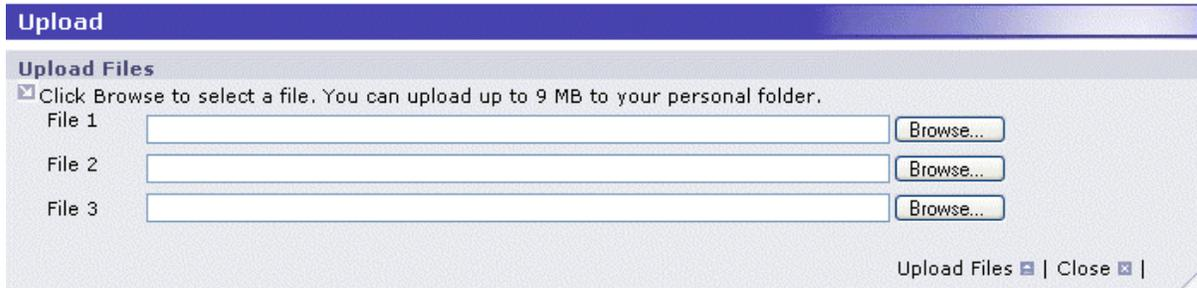 Upload
Upload Files
Click Browse to select a file. You can upload up to 9 MB to your personal folder.
File 1 Browse...
File 2 Browse...
File 3 Browse...
Upload Files | Close |